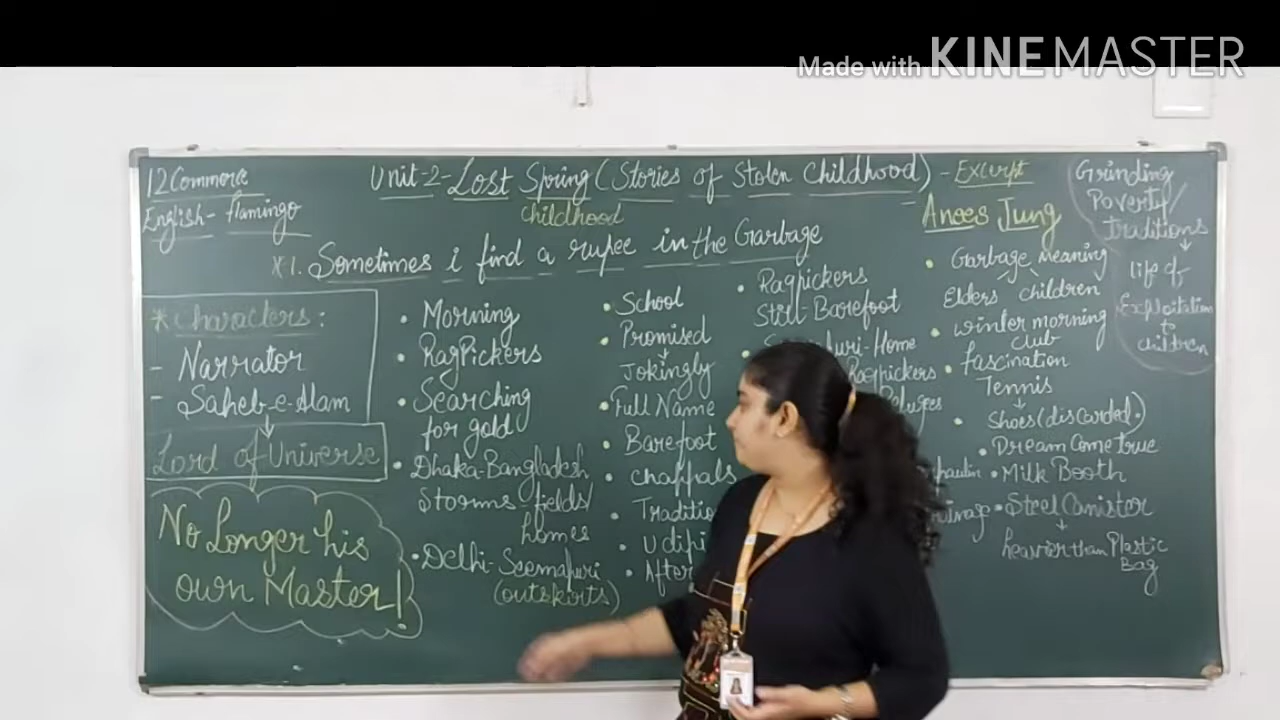 Made with KINEMASTER
12 Commerce
English- flamingo
Unit-2-Lost Spring (Stories of Stolen Childhood) - Excerpt
childhood
Anees Jung
*1. Sometimes i find a rupee in the Garbage
* Characters:
- Narrator
- Saheb-e-Alam
Lord of Universe
No Longer his
own Master!
• Morning
• RagPickers
• Searching
for gold
• Dhaka-Bangladesh
Storms-fields/
homes
• Delhi-Seemapuri
(outskirts)
• School
• Promised
Jokingly
• Full Name
• Barefoot
• chappals
•
• Udipi
• After
• Ragpickers
Still-Barefoot
-Home
Ragpickers
Refugees
• Garbage meaning
Elders children
• winter morning
club
• fascination
Tennis
• Shoes (discarded)
• Dream Come true
• Milk Booth
• Steel Canister
heavier than Plastic
Bag
Grinding
Poverty/
Traditions
life of
Exploitation
to
children